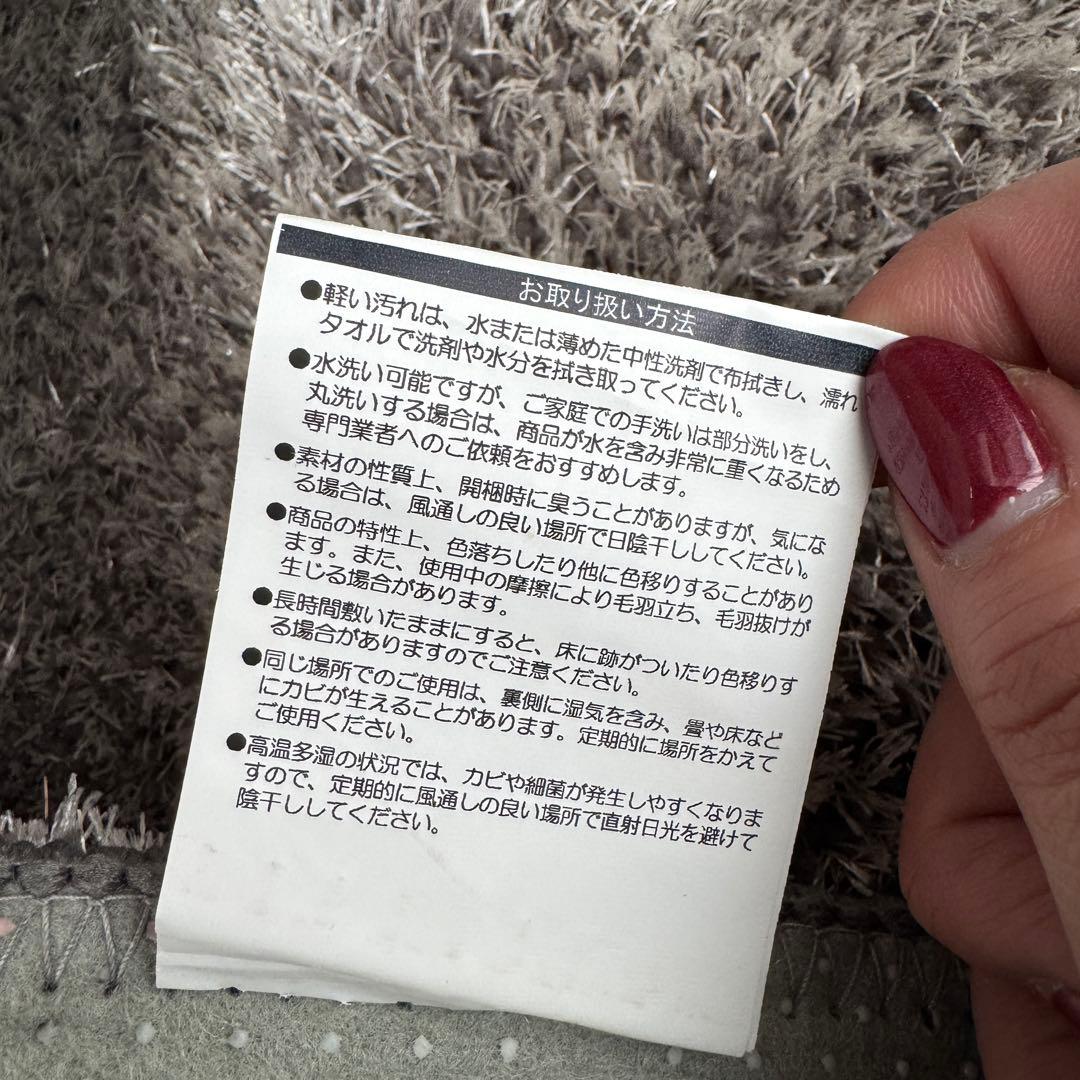 お取り扱い方法
●軽い汚れは、水または薄めた中性洗剤で布拭きし、濡れ
タオルで洗剤や水分を拭き取ってください。
●水洗い可能ですが、ご家庭での手洗いは部分洗いをし、
丸洗いする場合は、商品が水を含み非常に重くなるため
専門業者へのご依頼をおすすめします。
●素材の性質上、開梱時に臭うことがありますが、気にな
る場合は、風通しの良い場所で日陰干ししてください。
●商品の特性上、色落ちしたり他に色移りすることがあり
ます。また、使用中の摩擦により毛羽立ち、毛羽抜けが
生じる場合があります。
●長時間敷いたままにすると、床に跡がついたり色移りす
る場合がありますのでご注意ください。
●同じ場所でのご使用は、裏側に湿気を含み、畳や床など
にカビが生えることがあります。定期的に場所をかえて
ご使用ください。
●高温多湿の状況では、カビや細菌が発生しやすくなりま
すので、定期的に風通しの良い場所で直射日光を避けて
陰干ししてください。